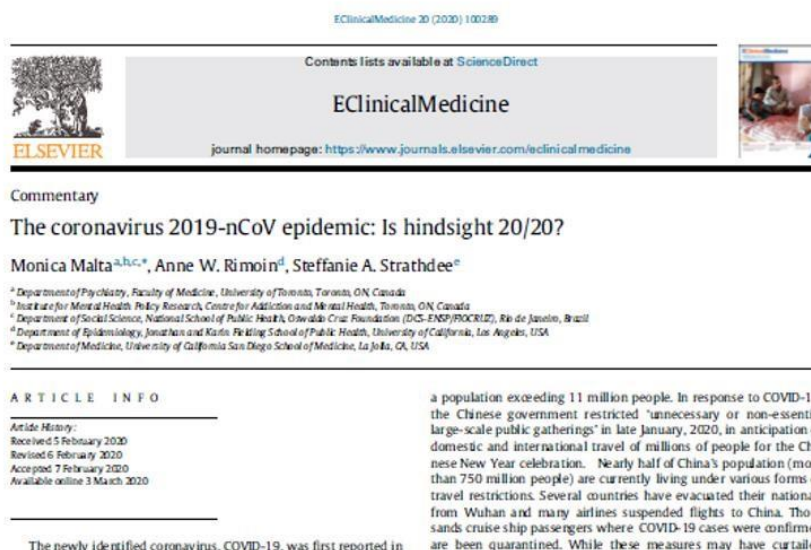 EClinicalMedicine 20 (2020) 100289
Contents lists available at ScienceDirect
EClinicalMedicine
journal homepage: https://www.journals.elsevier.com/eclinicalmedicine
ELSEVIER
Commentary
The coronavirus 2019-nCoV epidemic: Is hindsight 20/20?
Monica Malta a,b,c,*, Anne W. Rimoin d, Steffanie A. Strathdee e
a Department of Psychiatry, Faculty of Medicine, University of Toronto, Toronto, ON, Canada
b Institute for Mental Health Policy Research, Centre for Addiction and Mental Health, Toronto, ON, Canada
c Department of Social Science, National School of Public Health, Oswaldo Cruz Foundation (DCS-ENSP/FIOCRUZ), Rio de Janeiro, Brazil
d Department of Epidemiology, Jonathan and Karin Fielding School of Public Health, University of California, Los Angeles, USA
e Department of Medicine, University of California San Diego School of Medicine, La Jolla, CA, USA
ARTICLE INFO
Article History:
Received 5 February 2020
Revised 6 February 2020
Accepted 7 February 2020
Available online 3 March 2020
The newly identified coronavirus, COVID-19, was first reported in
a population exceeding 11 million people. In response to COVID-1
the Chinese government restricted "unnecessary or non-essenti
large-scale public gatherings" in late January, 2020, in anticipation
domestic and international travel of millions of people for the Ch
nese New Year celebration. Nearly half of China's population (mo
than 750 million people) are currently living under various forms
travel restrictions. Several countries have evacuated their nationa
from Wuhan and many airlines suspended flights to China. Tho
sands cruise ship passengers where COVID-19 cases were confirme
are been quarantined. While these measures may have curtaile